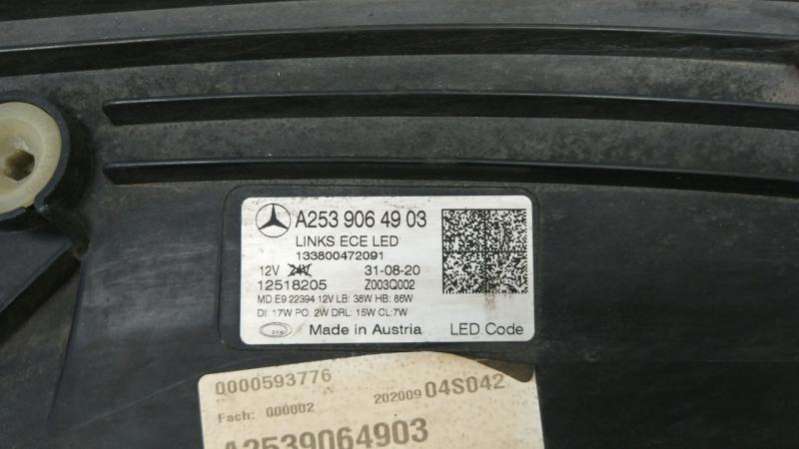 A253 906 49 03
LINKS ECE LED
133800472091
12V 24V 31-08-20
12518205 Z003Q002
MD E9 22394 12V LB: 38W HB: 86W
DI: 17W PO: 2W DRL: 15W CL:7W
Made in Austria LED Code
0000593776
202009 04S042
Fach: 000002
A2539064903